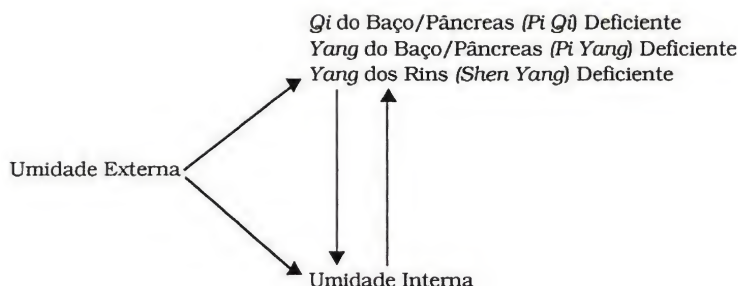 Qi do Baço/Pâncreas (Pi Qi) Deficiente
Yang do Baço/Pâncreas (Pi Yang) Deficiente
Yang dos Rins (Shen Yang) Deficiente
Umidade Externa
Umidade Interna